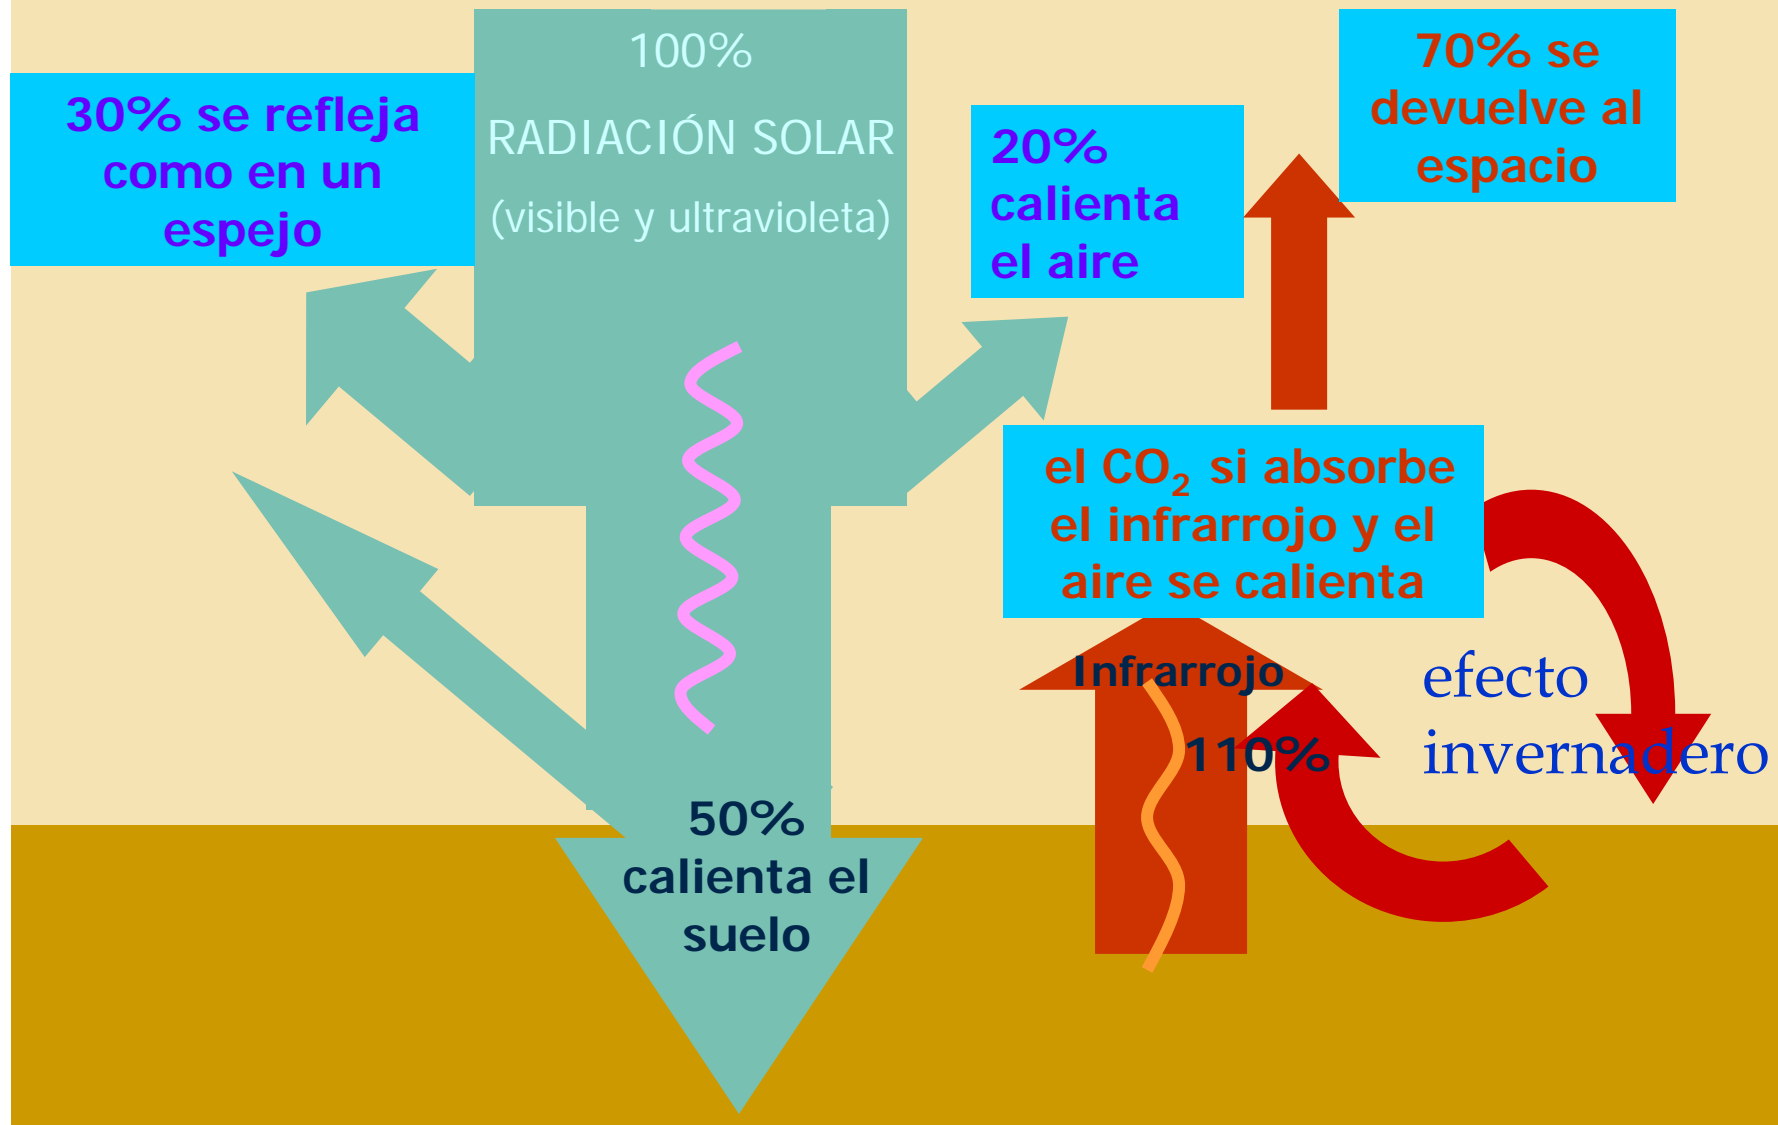 100%
RADIACIÓN SOLAR
(visible y ultravioleta)
30% se refleja
como en un
espejo
20%
calienta
el aire
70% se
devuelve al
espacio
el CO₂ si absorbe
el infrarrojo y el
aire se calienta
Infrarrojo
110%
efecto
invernadero
50%
calienta el
suelo